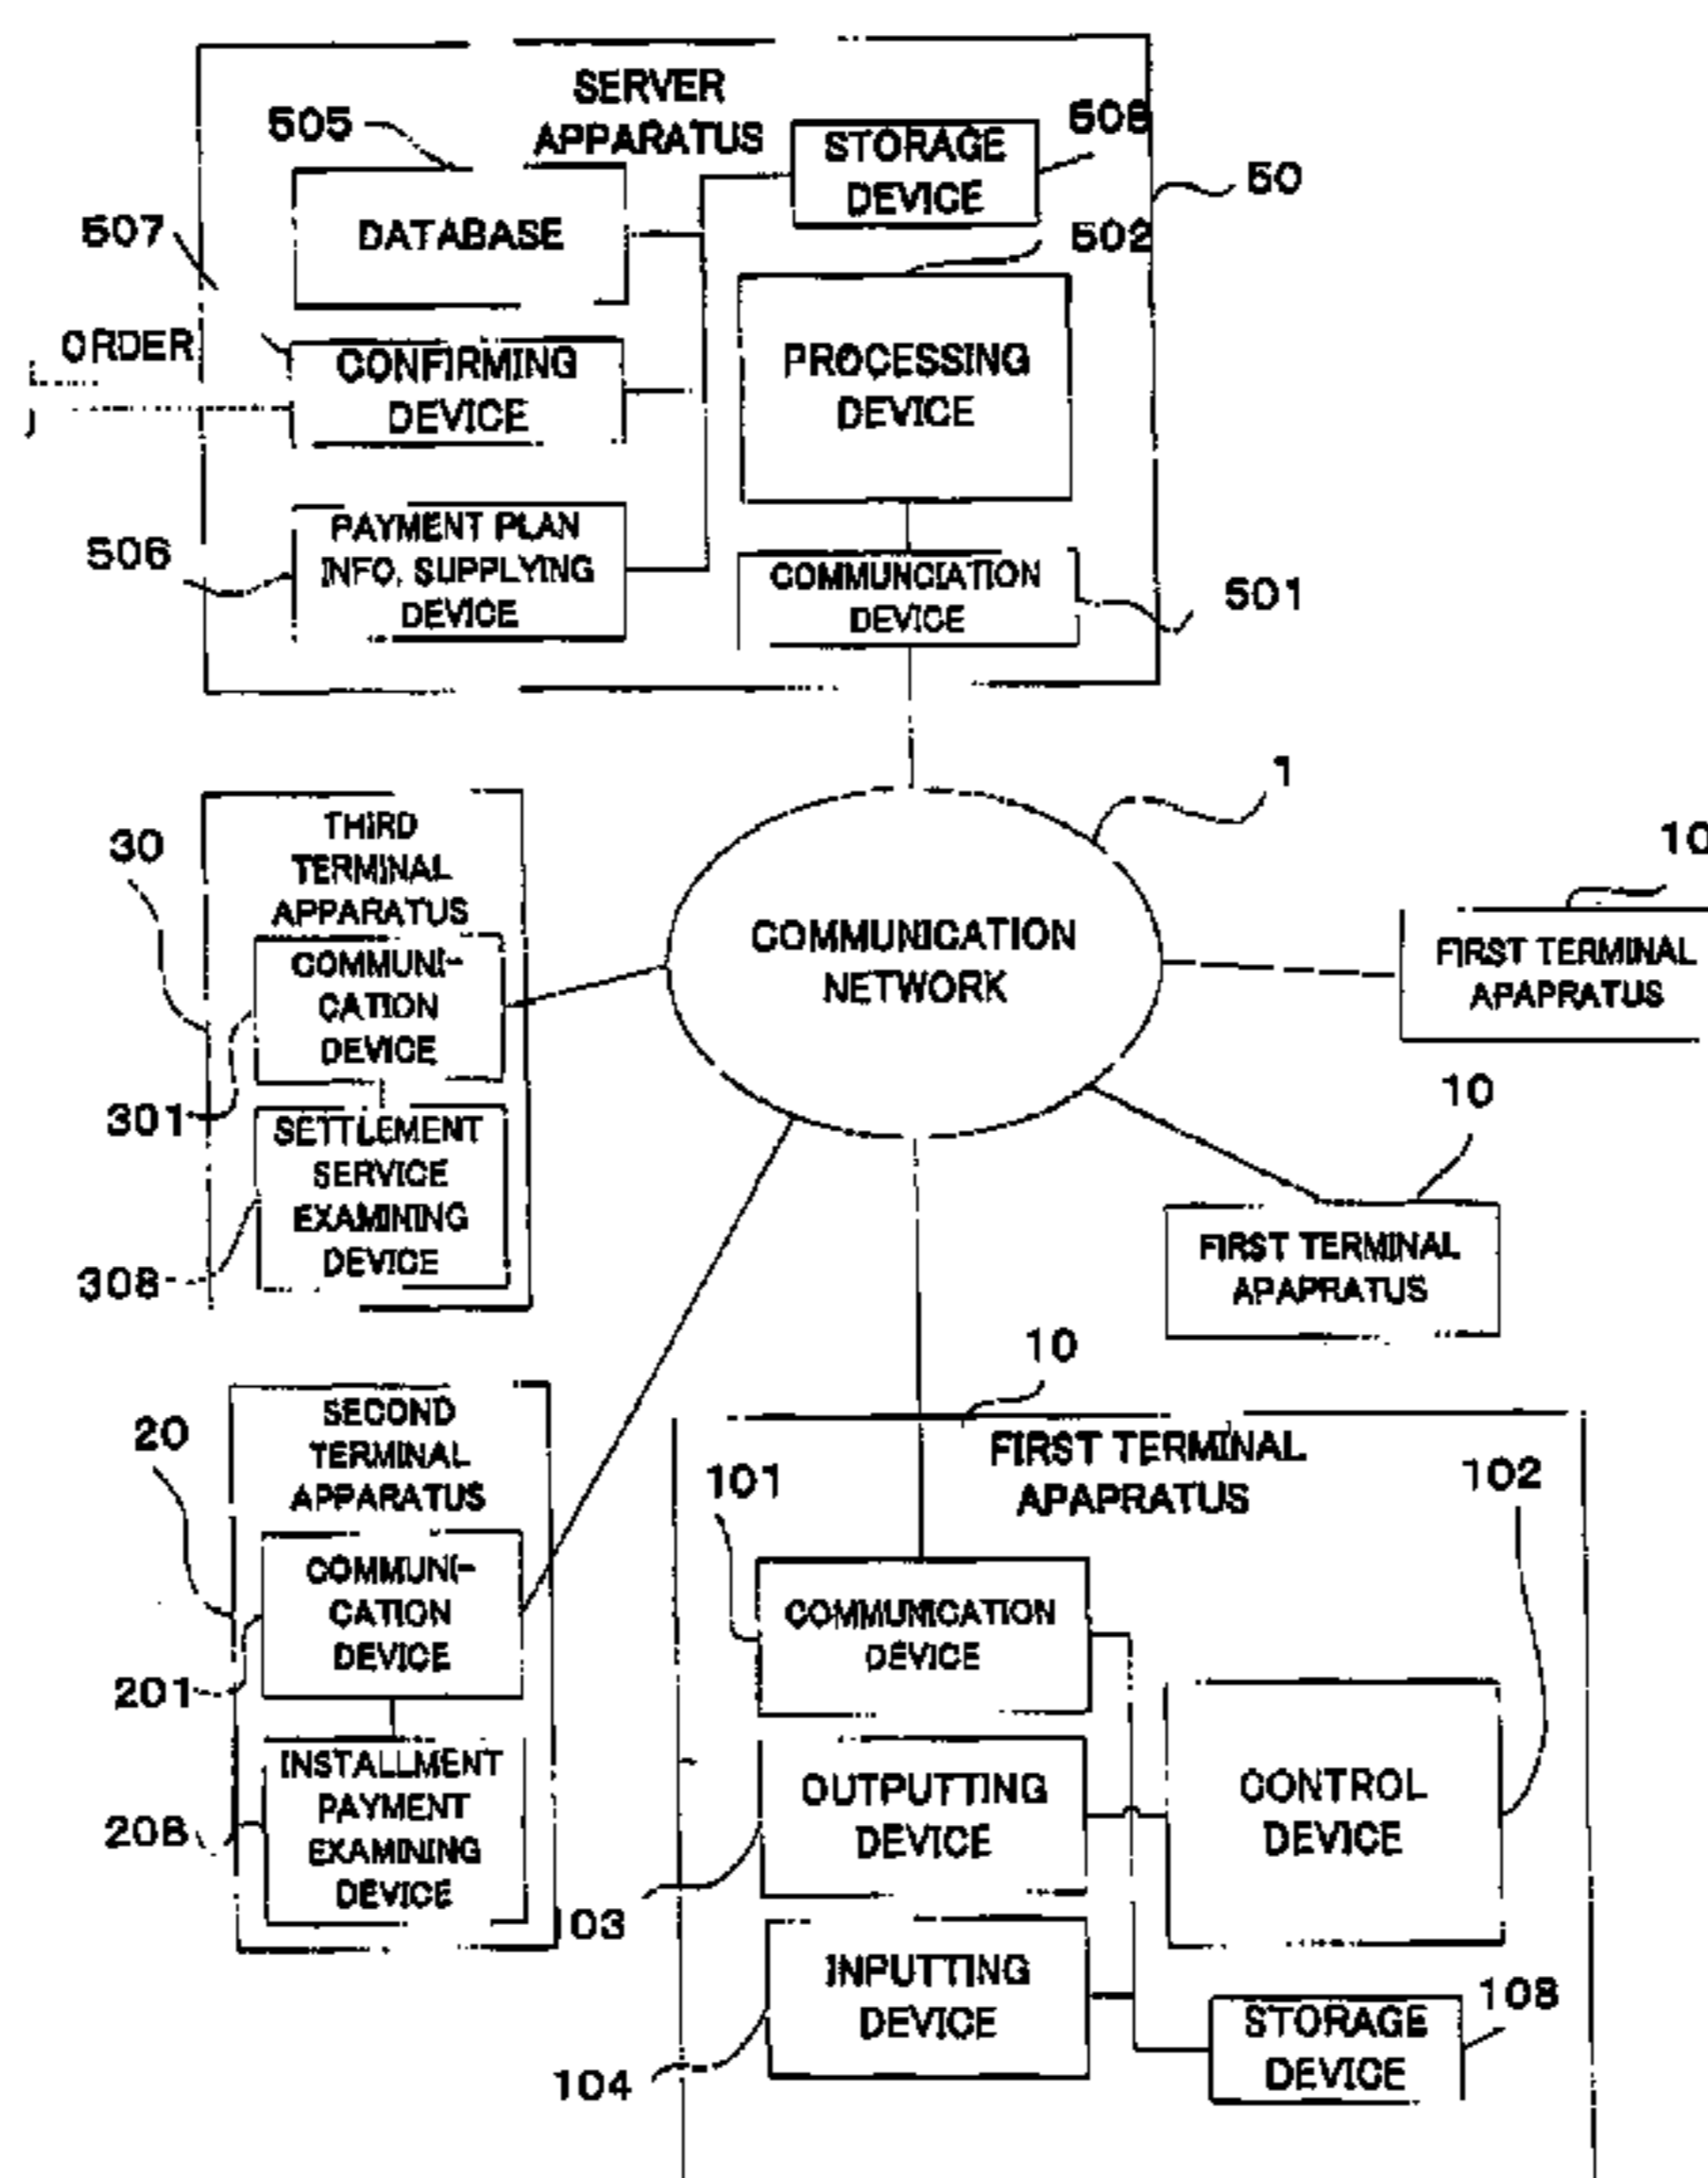 SERVER
APPARATUS
505
STORAGE
DEVICE
508
50
DATABASE
507
502
ORDER
CONFIRMING
DEVICE
PROCESSING
DEVICE
506
PAYMENT PLAN
INFO. SUPPLYING
DEVICE
COMMUNCIATION
DEVICE
501
1
30
THIRD
TERMINAL
APPARATUS
COMMUNI-
CATION
DEVICE
301
SETTLEMENT
SERVICE
EXAMINING
DEVICE
308
COMMUNICATION
NETWORK
10
FIRST TERMINAL
APAPRATUS
10
FIRST TERMINAL
APAPRATUS
20
SECOND
TERMINAL
APPARATUS
COMMUNI-
CATION
DEVICE
201
INSTALLMENT
PAYMENT
EXAMINING
DEVICE
208
10
FIRST TERMINAL
APAPRATUS
101
102
COMMUNICATION
DEVICE
OUTPUTTING
DEVICE
103
CONTROL
DEVICE
INPUTTING
DEVICE
104
STORAGE
DEVICE
108